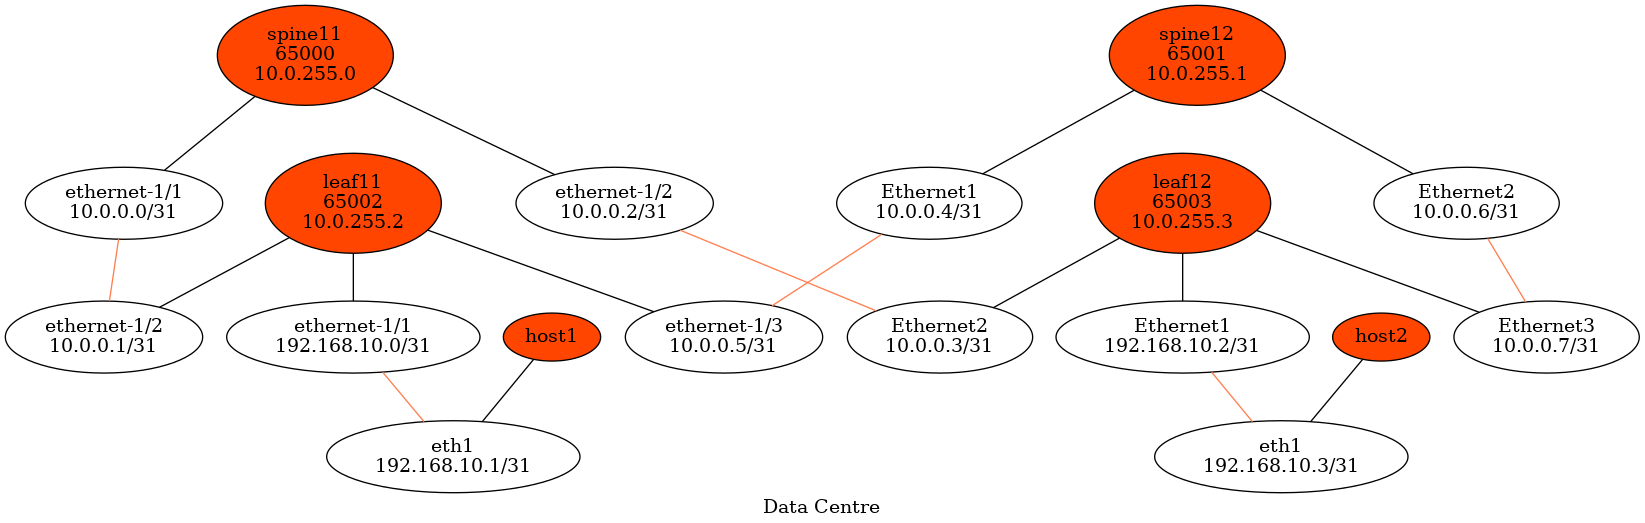 spine11
65000
10.0.255.0
spine12
65001
10.0.255.1
ethernet-1/1
10.0.0.0/31
leaf11
65002
10.0.255.2
ethernet-1/2
10.0.0.2/31
Ethernet1
10.0.0.4/31
leaf12
65003
10.0.255.3
Ethernet2
10.0.0.6/31
ethernet-1/2
10.0.0.1/31
ethernet-1/1
192.168.10.0/31
host1
ethernet-1/3
10.0.0.5/31
Ethernet2
10.0.0.3/31
Ethernet1
192.168.10.2/31
host2
Ethernet3
10.0.0.7/31
eth1
192.168.10.1/31
eth1
192.168.10.3/31
Data Centre